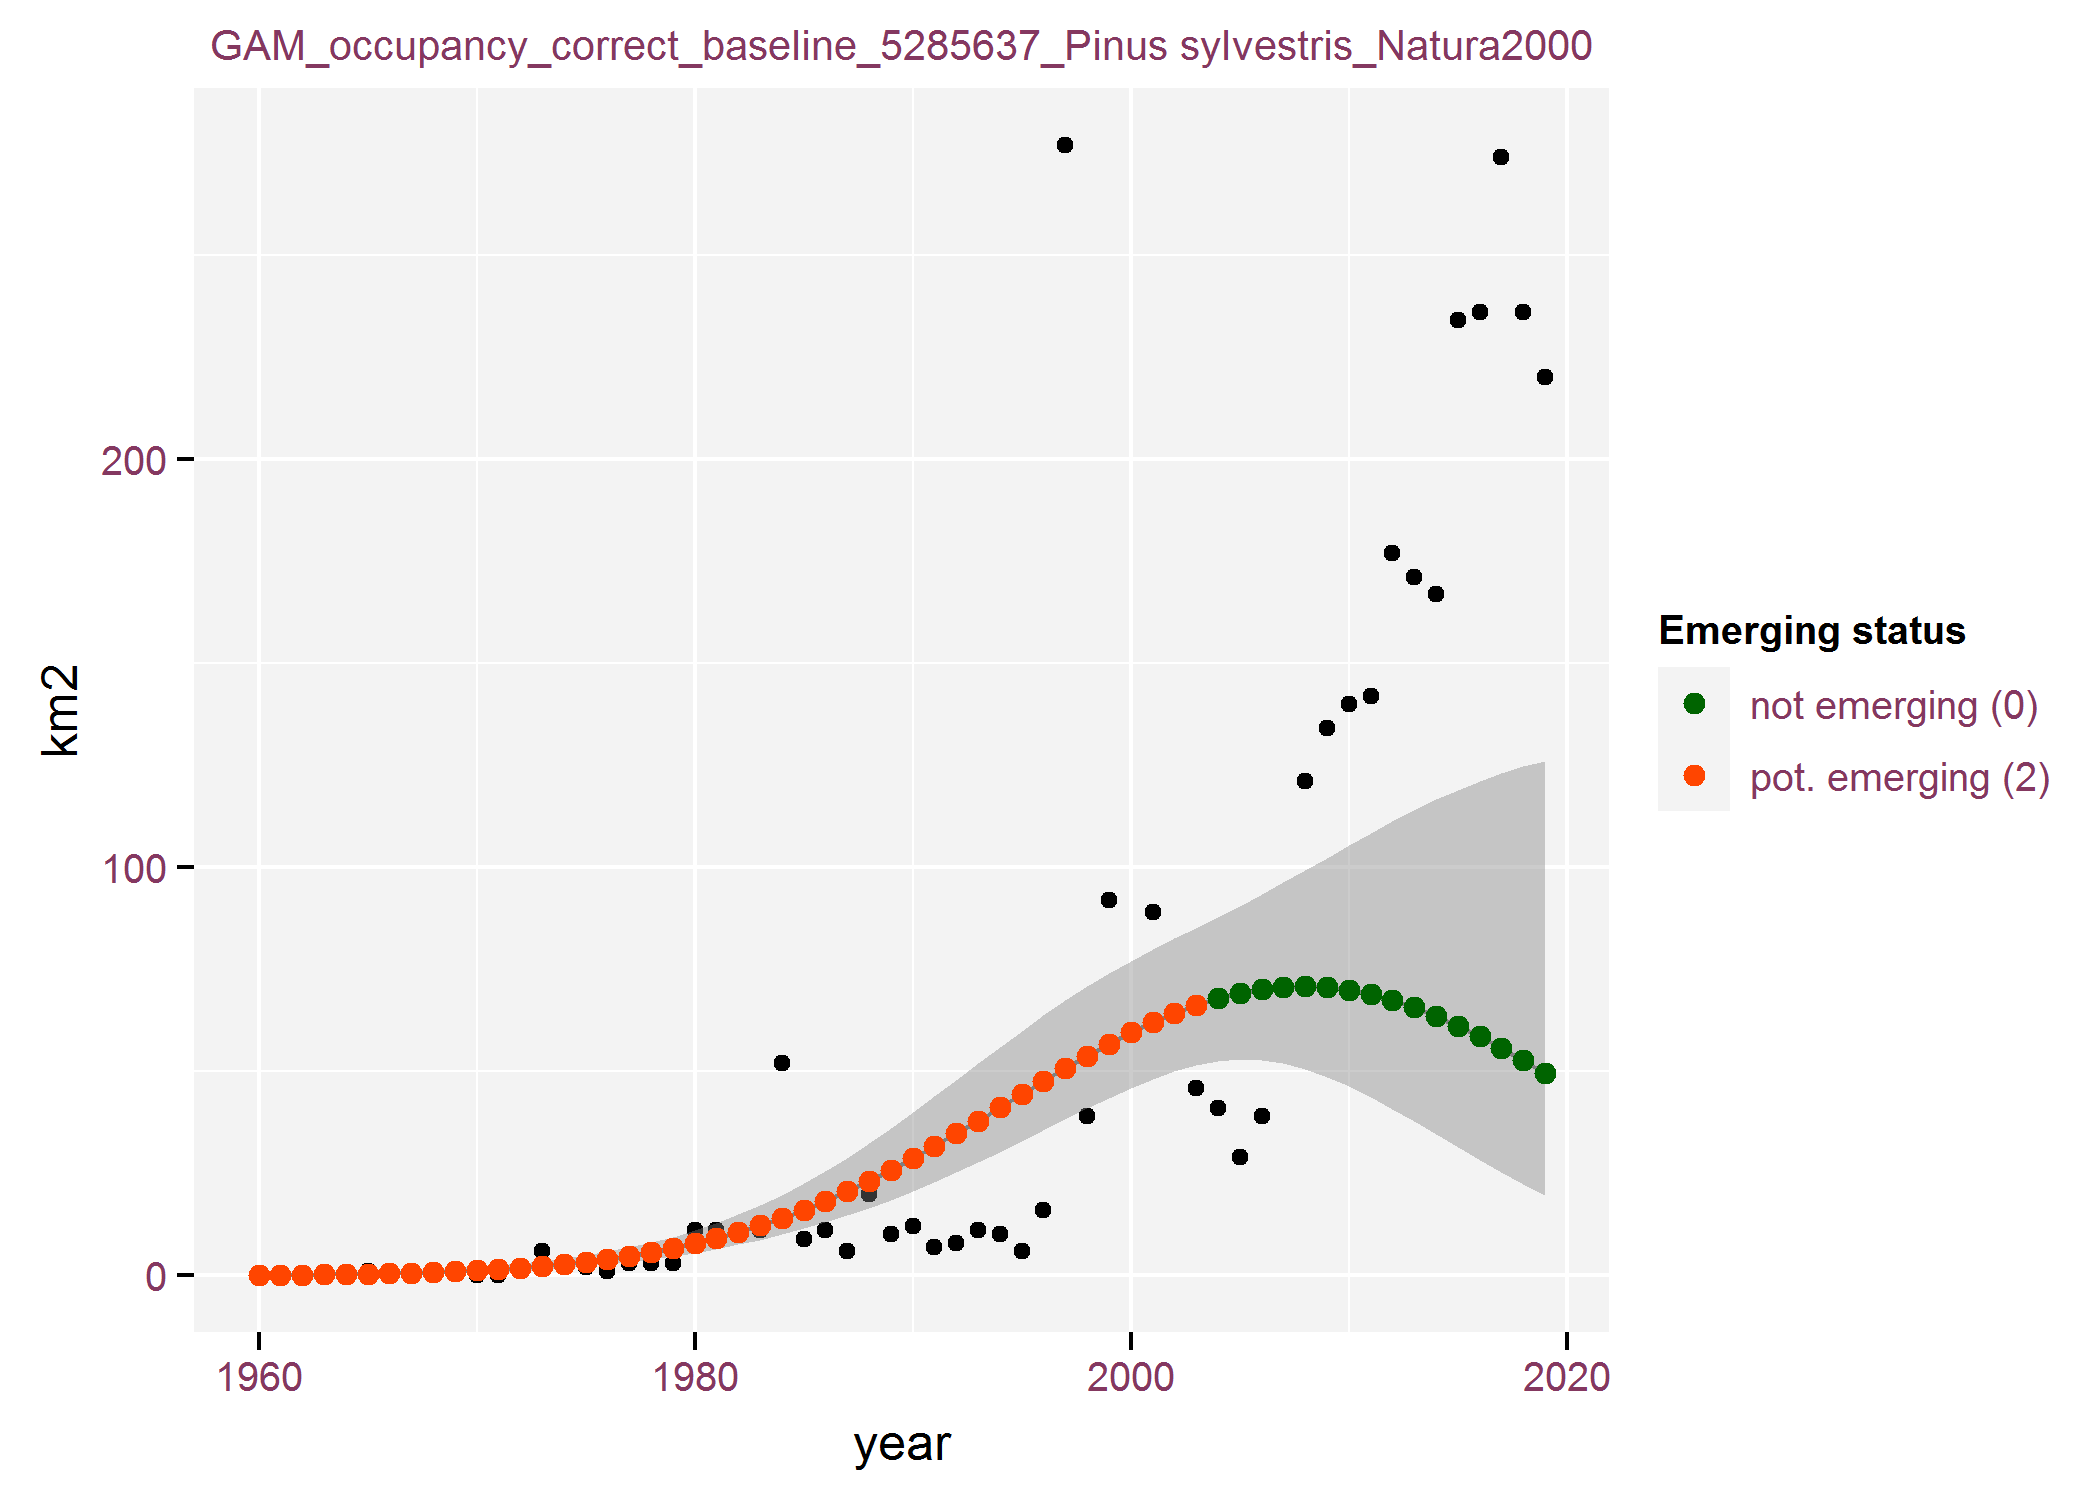 GAM_occupancy_correct_baseline_5285637_Pinus sylvestris_Natura2000
200
100
0
km2
1960 1980 2000 2020
year
Emerging status
not emerging (0)
pot. emerging (2)